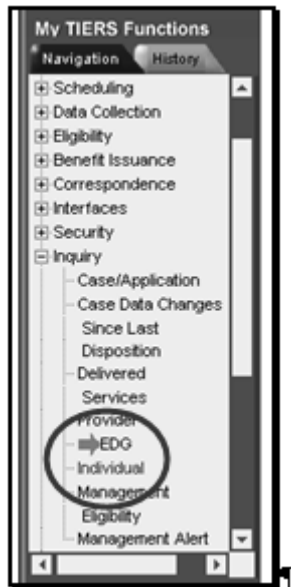 My TIERS Functions
Navigation History
Scheduling
Data Collection
Eligibility
Benefit Issuance
Correspondence
Interfaces
Security
Inquiry
Case/Application
Case Data Changes
Since Last
Disposition
Delivered
Services
Provider
EDG
Individual
Management
Eligibility
Management Alert